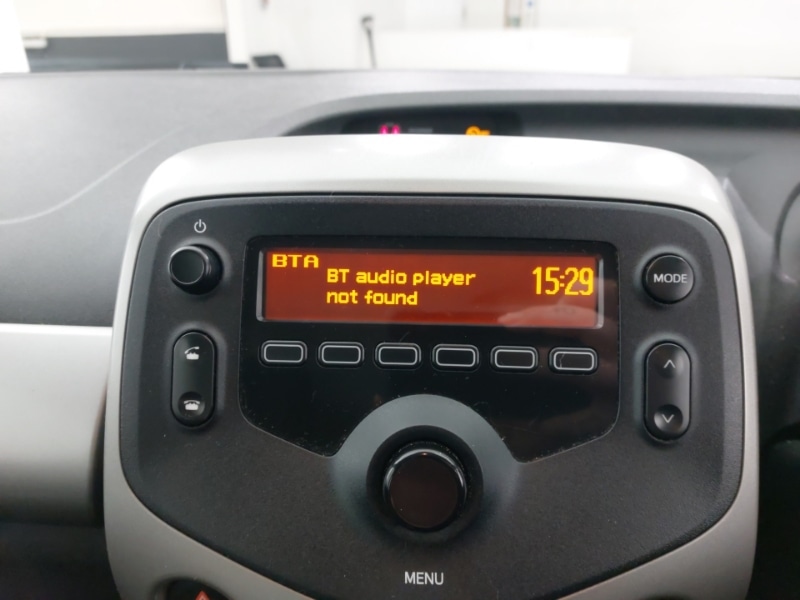 BTA
BT audio player
not found
15:29
MODE
MENU